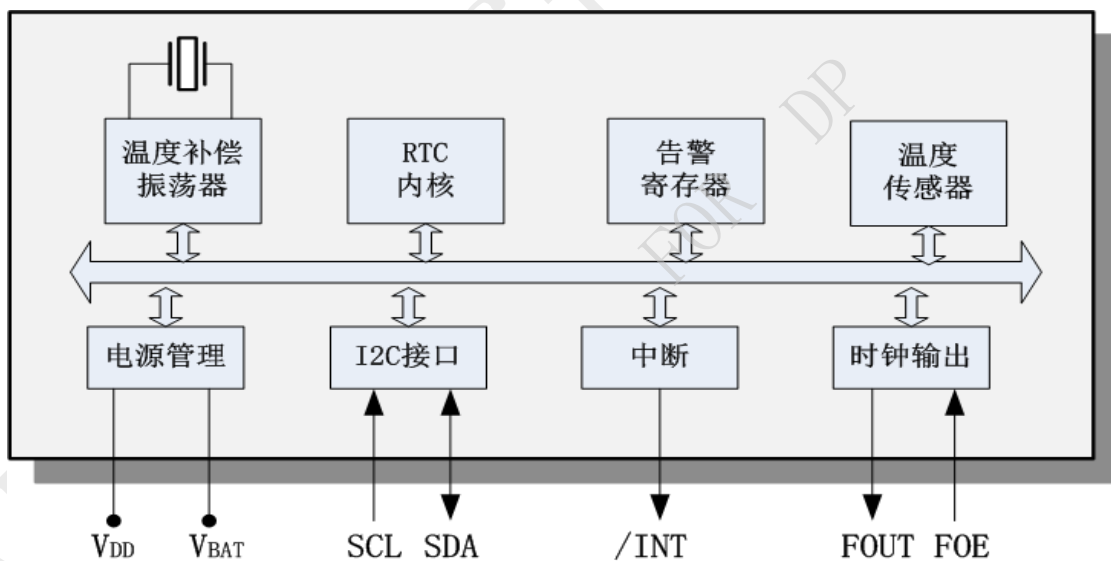 温度补偿
振荡器
RTC
内核
告警
寄存器
温度
传感器
电源管理
I2C接口
中断
时钟输出
VDD
VBAT
SCL
SDA
/INT
FOUT
FOE
FOR DP